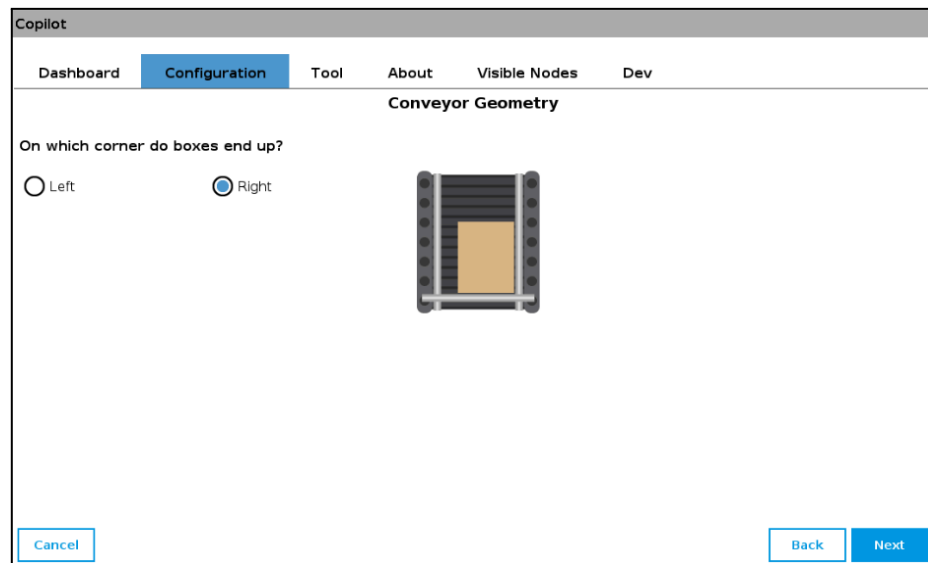 Copilot
Dashboard Configuration Tool About Visible Nodes Dev
Conveyor Geometry
On which corner do boxes end up?
Left Right
Cancel Back Next